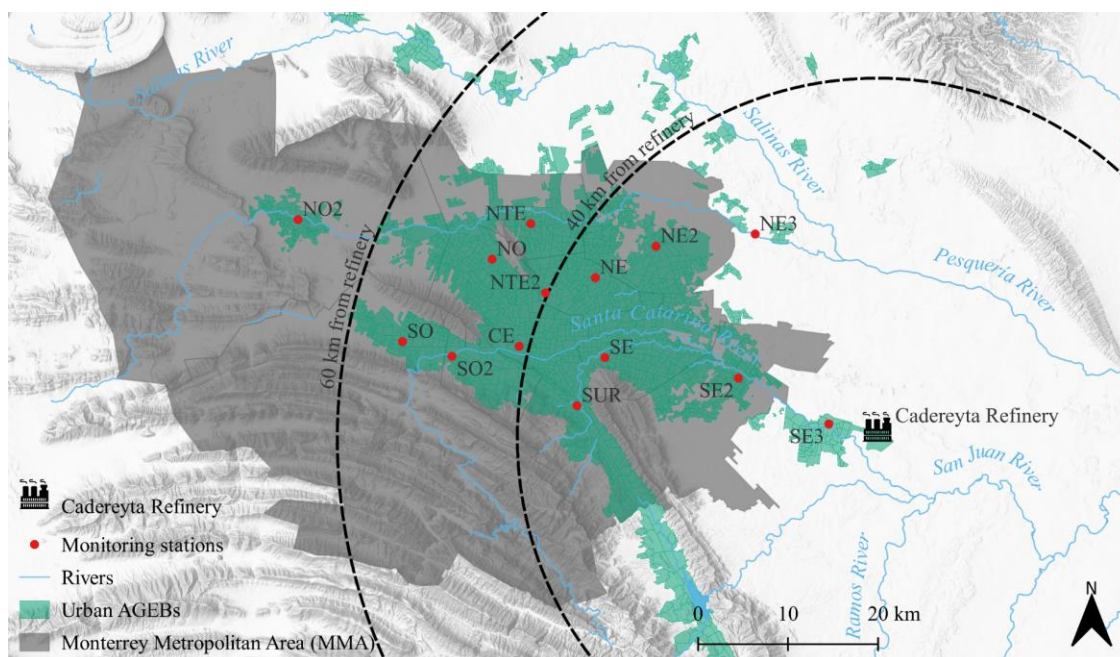 Salinas River
60 km from refinery
40 km from refinery
Salinas River
NO2
NTE
NO
NTE2
NE
NE2
NE3
Pesquería River
Santa Catarina
SO
SO2
CE
SE
SUR
SE2
SE3
Cadereyta Refinery
San Juan River
Ramos River
Cadereyta Refinery
Monitoring stations
Rivers
Urban AGEBs
Monterrey Metropolitan Area (MMA)
0 10 20 km
N